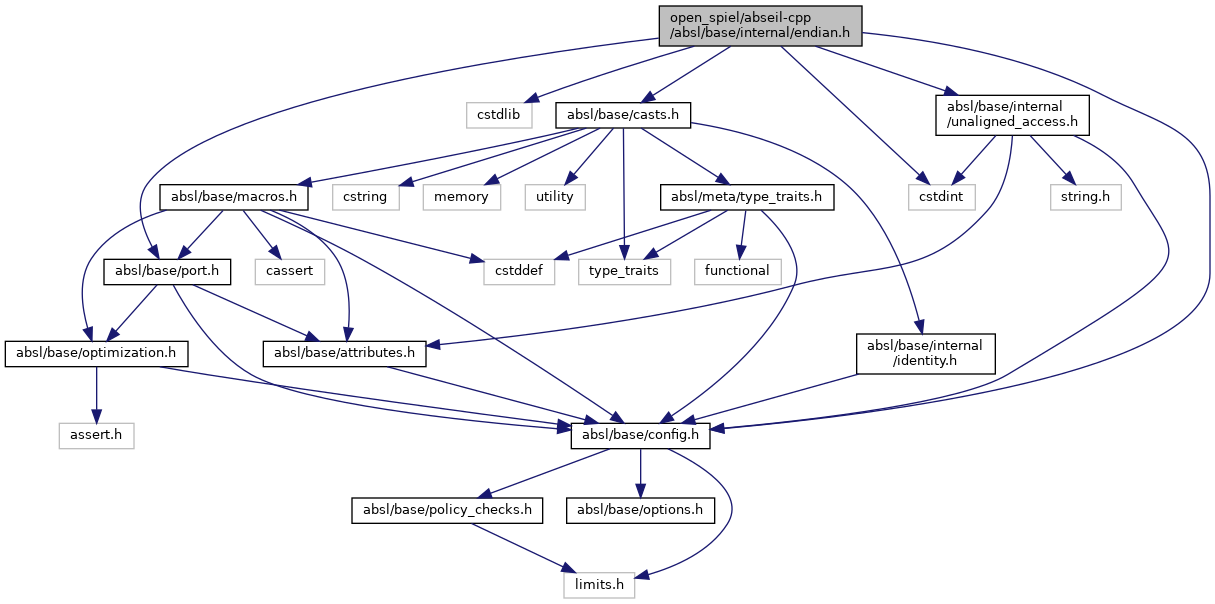 open_spiel/abseil-cpp
/absl/base/internal/endian.h
cstdlib
absl/base/casts.h
absl/base/internal
/unaligned_access.h
absl/base/macros.h
cstring
memory
utility
absl/meta/type_traits.h
cstdint
string.h
absl/base/port.h
cassert
cstddef
type_traits
functional
absl/base/optimization.h
absl/base/attributes.h
absl/base/internal
/identity.h
assert.h
absl/base/config.h
absl/base/policy_checks.h
absl/base/options.h
limits.h